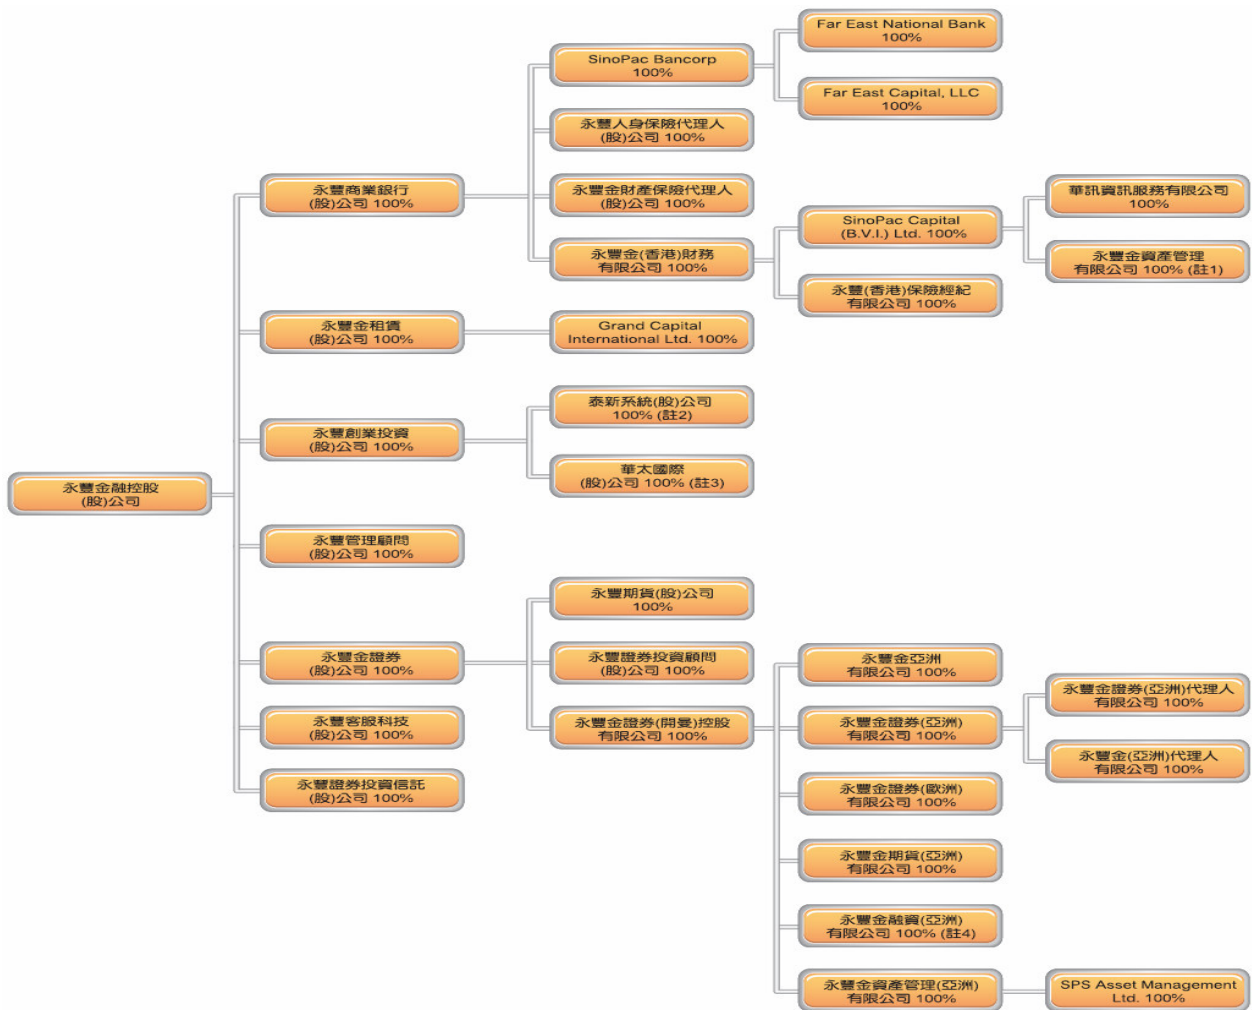 永豐金融控股
(股)公司
永豐商業銀行
(股)公司 100%
SinoPac Bancorp
100%
Far East National Bank
100%
Far East Capital, LLC
100%
永豐人身保險代理人
(股)公司 100%
永豐金財產保險代理人
(股)公司 100%
永豐金(香港)財務
有限公司 100%
SinoPac Capital
(B.V.I.) Ltd. 100%
華訊資訊服務有限公司
100%
永豐金資產管理
有限公司 100% (註1)
永豐(香港)保險經紀
有限公司 100%
永豐金租賃
(股)公司 100%
Grand Capital
International Ltd. 100%
永豐創業投資
(股)公司 100%
泰新系統(股)公司
100% (註2)
華太國際
(股)公司 100% (註3)
永豐管理顧問
(股)公司 100%
永豐金證券
(股)公司 100%
永豐期貨(股)公司
100%
永豐證券投資顧問
(股)公司 100%
永豐金證券(開曼)控股
有限公司 100%
永豐金亞洲
有限公司 100%
永豐金證券(亞洲)
有限公司 100%
永豐金證券(亞洲)代理人
有限公司 100%
永豐金(亞洲)代理人
有限公司 100%
永豐金證券(歐洲)
有限公司 100%
永豐金期貨(亞洲)
有限公司 100%
永豐金融資(亞洲)
有限公司 100% (註4)
永豐金資產管理(亞洲)
有限公司 100%
SPS Asset Management
Ltd. 100%
永豐客服科技
(股)公司 100%
永豐證券投資信託
(股)公司 100%